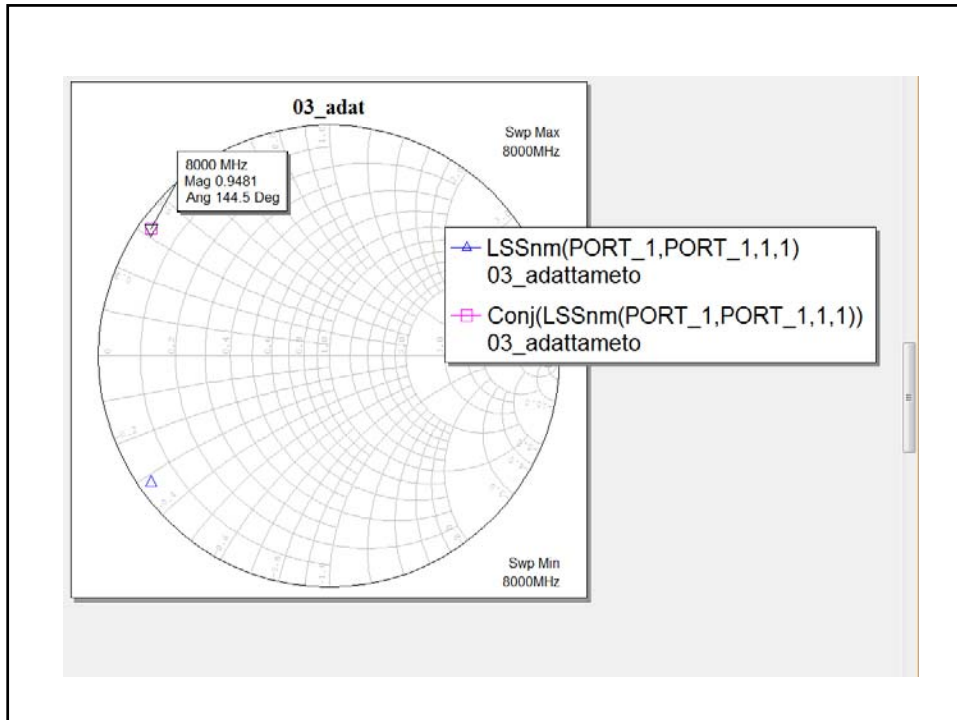 03_adat
Swp Max
8000MHz
8000 MHz
Mag 0.9481
Ang 144.5 Deg
LSSnm(PORT_1,PORT_1,1,1)
03_adattameto
Conj(LSSnm(PORT_1,PORT_1,1,1))
03_adattameto
Swp Min
8000MHz